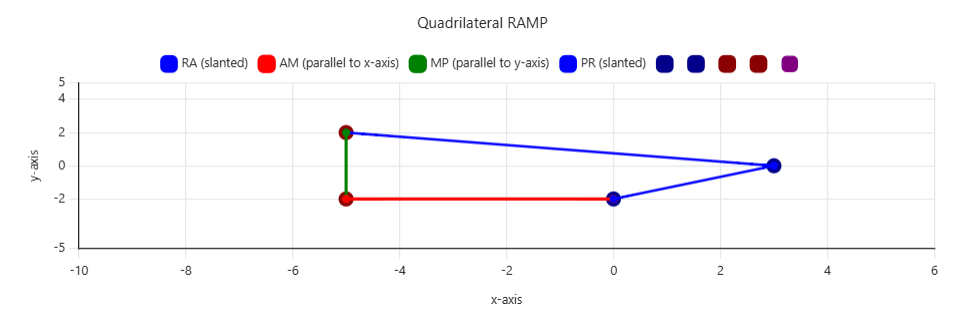 Quadrilateral RAMP
RA (slanted) AM (parallel to x-axis) MP (parallel to y-axis) PR (slanted)
5
4
2
0
-2
-5
y-axis
-10 -8 -6 -4 -2 0 2 4 6
x-axis